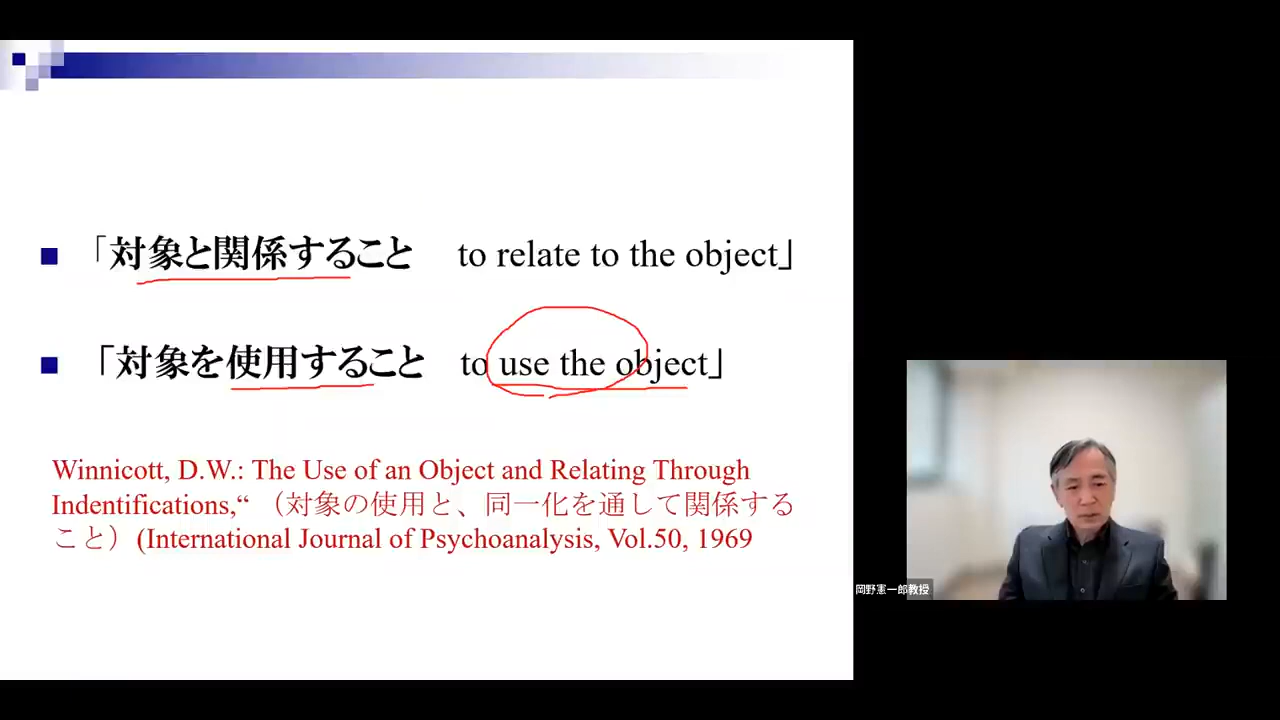 「対象と関係すること to relate to the object」
「対象を使用すること to use the object」
Winnicott, D.W.: The Use of an Object and Relating Through
Indentifications,“ （対象の使用と、同一化を通して関係する
こと）(International Journal of Psychoanalysis, Vol.50, 1969
岡野憲一郎教授